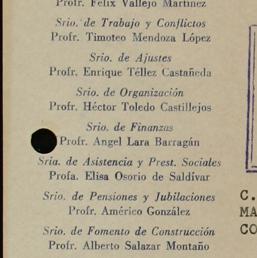 Profr. Félix Vallejo Martínez
Srio. de Trabajo y Conflictos
Profr. Timoteo Mendoza López
Srio. de Ajustes
Profr. Enrique Téllez Castañeda
Srio. de Organización
Profr. Héctor Toledo Castillejos
Srio. de Finanzas
Profr. Angel Lara Barragán
Sria. de Asistencia y Prest. Sociales
Profa. Elisa Osorio de Saldívar
Srio. de Pensiones y Jubilaciones
Profr. Américo González
Srio. de Fomento de Construcción
Profr. Alberto Salazar Montaño
C.
MA
CO